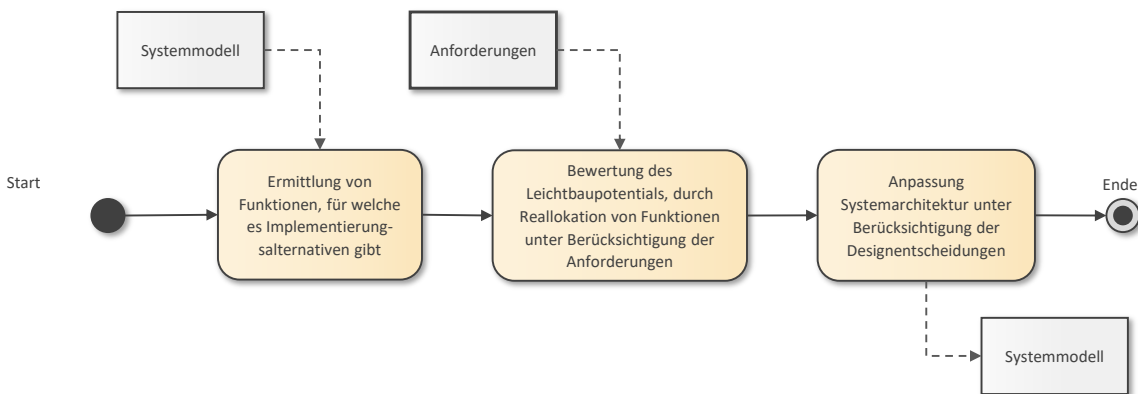 Systemmodell
Anforderungen
Start
Ermittlung von
Funktionen, für welche
es Implementierung-
salternativen gibt
Bewertung des
Leichtbaupotentials, durch
Reallokation von Funktionen
unter Berücksichtigung der
Anforderungen
Anpassung
Systemarchitektur unter
Berücksichtigung der
Designentscheidungen
Ende
Systemmodell